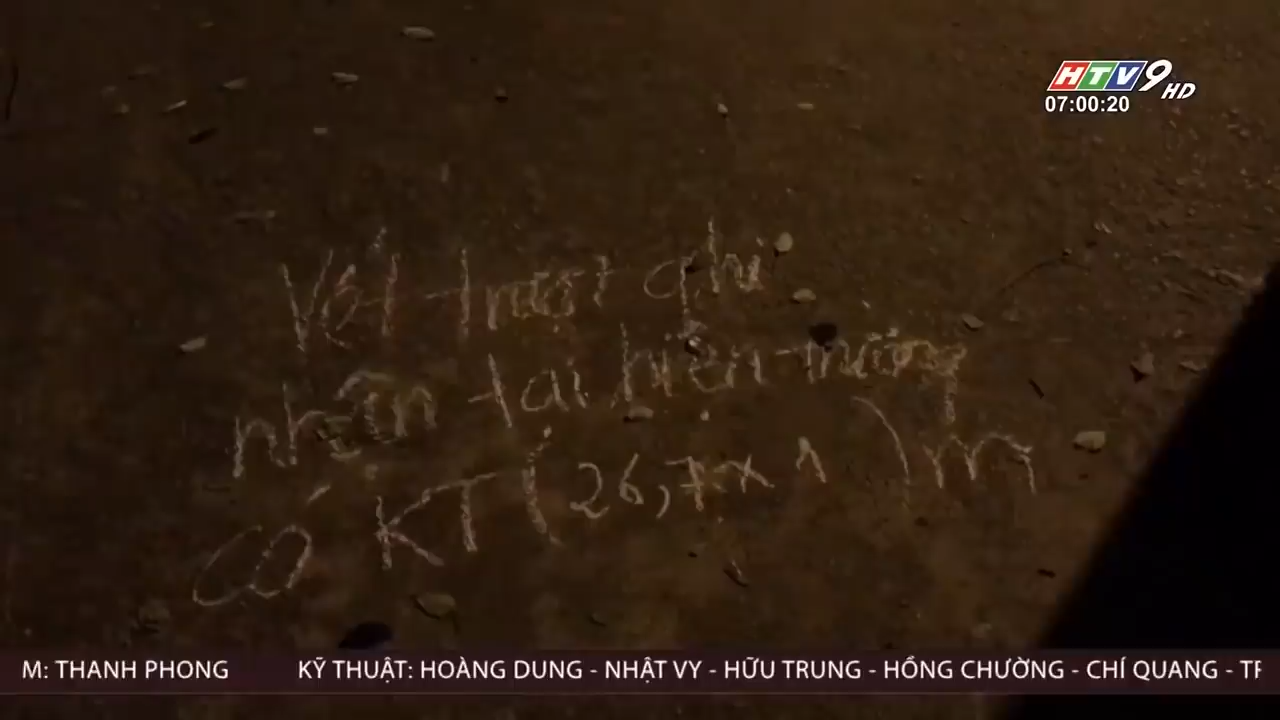 HTV9 HD
07:00:20
Vết trượt ghi
nhận tại hiện trường
có KT (26,7 x 1 )m
M: THANH PHONG KỸ THUẬT: HOÀNG DUNG - NHẬT VY - HỮU TRUNG - HỒNG CHƯƠNG - CHÍ QUANG -